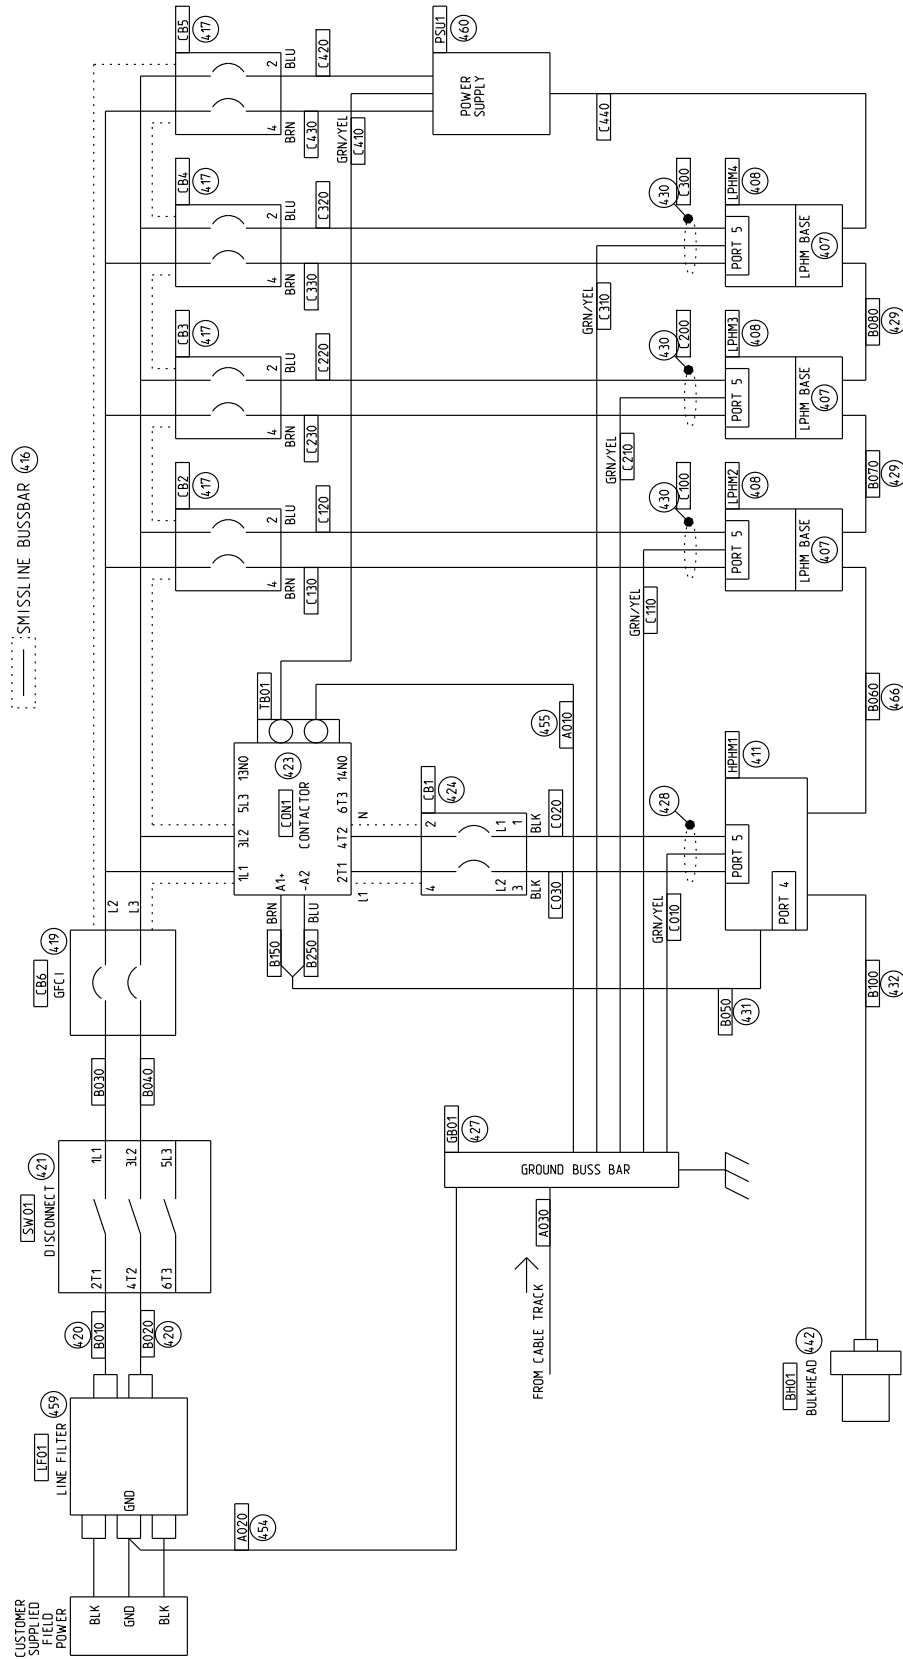 SMISSLINE BUSSBAR 416
CUSTOMER
SUPPLIED
FIELD
POWER
BLK
GND
BLK
LF01
LINE FILTER
459
GND
A020
454
B010
420
B020
420
SW01
DISCONNECT
421
2T1
4T2
6T3
1L1
3L2
5L3
B030
B040
CB6
GFCI
419
L2
L3
CB5
417
2
BLU
C420
4
BRN
C430
GRN/YEL
C410
PSU1
460
POWER
SUPPLY
C440
CB4
417
2
BLU
C320
4
BRN
C330
GRN/YEL
C310
430
C300
LPHM4
408
PORT 5
LPHM BASE
407
B080
429
CB3
417
2
BLU
C220
4
BRN
C230
GRN/YEL
C210
430
C200
LPHM3
408
PORT 5
LPHM BASE
407
B070
429
CB2
417
2
BLU
C120
4
BRN
C130
GRN/YEL
C110
430
C100
LPHM2
408
PORT 5
LPHM BASE
407
B060
466
TB01
423
CON1
CONTACTOR
1L1
3L2
5L3
13NO
A1+
-A2
2T1
4T2
6T3
14NO
BRN
BLU
B150
B250
L1
N
CB1
424
2
4
L1
1
L2
3
BLK
C020
BLK
C030
455
A010
428
GRN/YEL
C010
HPHM1
411
PORT 5
PORT 4
B050
431
B100
432
GB01
427
GROUND BUSS BAR
A030
FROM CABLE TRACK
BH01
BULKHEAD
442